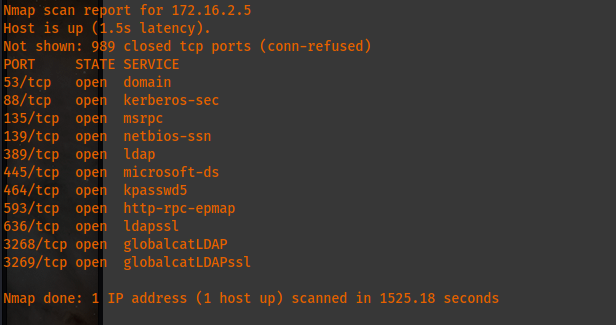 Nmap scan report for 172.16.2.5
Host is up (1.5s latency).
Not shown: 989 closed tcp ports (conn-refused)
PORT     STATE SERVICE
53/tcp   open  domain
88/tcp   open  kerberos-sec
135/tcp  open  msrpc
139/tcp  open  netbios-ssn
389/tcp  open  ldap
445/tcp  open  microsoft-ds
464/tcp  open  kpasswd5
593/tcp  open  http-rpc-epmap
636/tcp  open  ldapssl
3268/tcp open  globalcatLDAP
3269/tcp open  globalcatLDAPssl
Nmap done: 1 IP address (1 host up) scanned in 1525.18 seconds